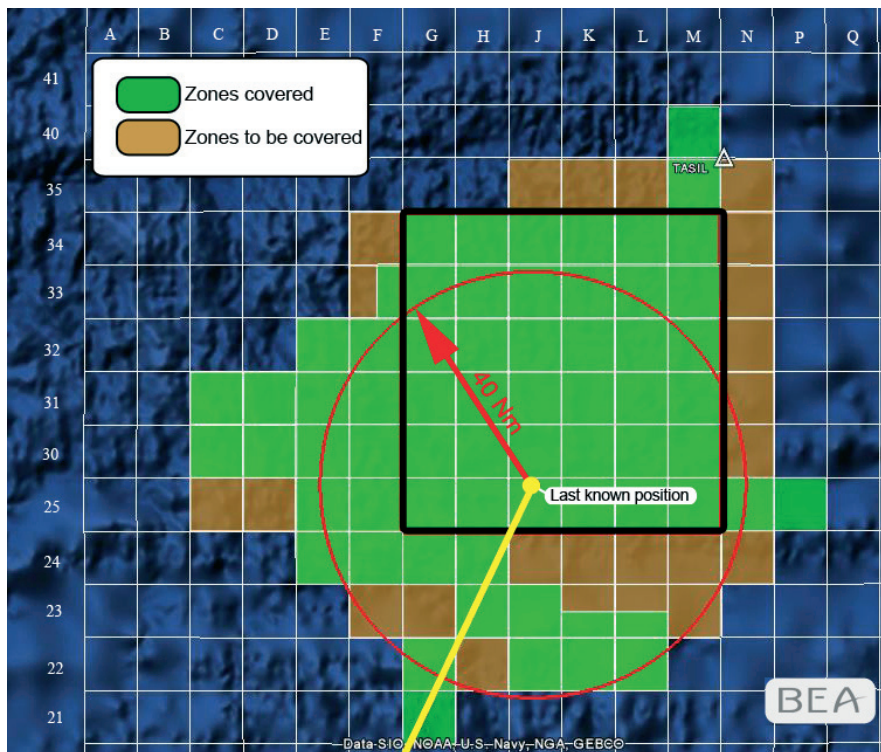 A B C D E F G H J K L M N P Q
41
Zones covered
40
Zones to be covered
TASIL
35
34
33
32
40 Nm
31
30
Last known position
25
24
23
22
BEA
21
Data SIO, NOAA, U.S. Navy, NGA, GEBCO